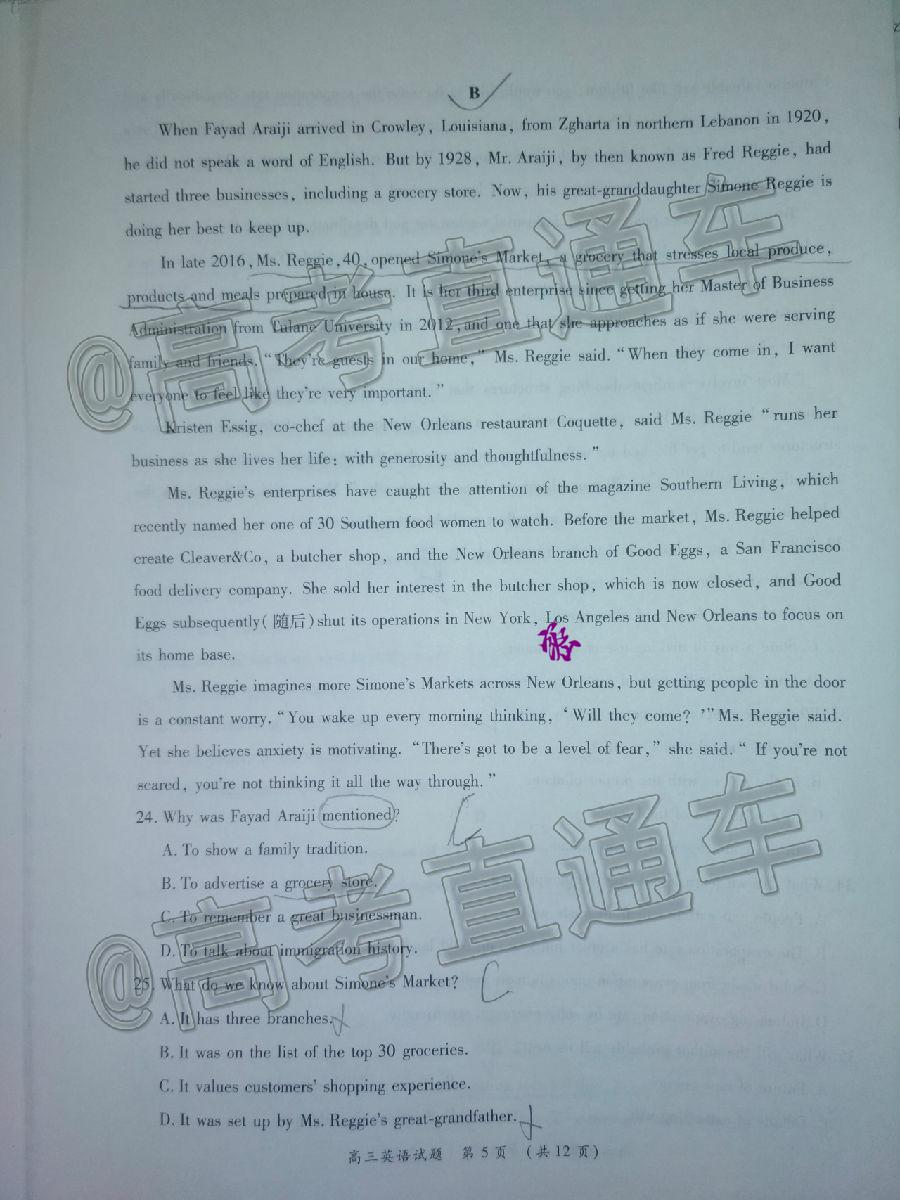 B
When Fayad Araiji arrived in Crowley, Louisiana, from Zgharta in northern Lebanon in 1920,
he did not speak a word of English. But by 1928, Mr. Araiji, by then known as Fred Reggie, had
started three businesses, including a grocery store. Now, his great-granddaughter Simone Reggie is
doing her best to keep up.
In late 2016, Ms. Reggie, 40, opened Simone's Market, a grocery that stresses local produce,
products and meals prepared in house. It is her third enterprise since getting her Master of Business
Administration from Tulane University in 2012, and one that she approaches as if she were serving
family and friends. "They're guests in our home," Ms. Reggie said. "When they come in, I want
everyone to feel like they're very important."
Kristen Essig, co-chef at the New Orleans restaurant Coquette, said Ms. Reggie "runs her
business as she lives her life: with generosity and thoughtfulness."
Ms. Reggie's enterprises have caught the attention of the magazine Southern Living, which
recently named her one of 30 Southern food women to watch. Before the market, Ms. Reggie helped
create Cleaver&Co, a butcher shop, and the New Orleans branch of Good Eggs, a San Francisco
food delivery company. She sold her interest in the butcher shop, which is now closed, and Good
Eggs subsequently(随后)shut its operations in New York, Los Angeles and New Orleans to focus on
its home base.
Ms. Reggie imagines more Simone's Markets across New Orleans, but getting people in the door
is a constant worry. "You wake up every morning thinking, 'Will they come?'" Ms. Reggie said.
Yet she believes anxiety is motivating. "There's got to be a level of fear," she said. "If you're not
scared, you're not thinking it all the way through."
24. Why was Fayad Araiji mentioned? C
A. To show a family tradition.
B. To advertise a grocery store.
C. To remember a great businessman.
D. To talk about immigration history.
25. What do we know about Simone's Market? C
A. It has three branches.
B. It was on the list of the top 30 groceries.
C. It values customers' shopping experience.
D. It was set up by Ms. Reggie's great-grandfather.
高三英语试题 第5页 (共12页)
@高考直通车
@高考直通车